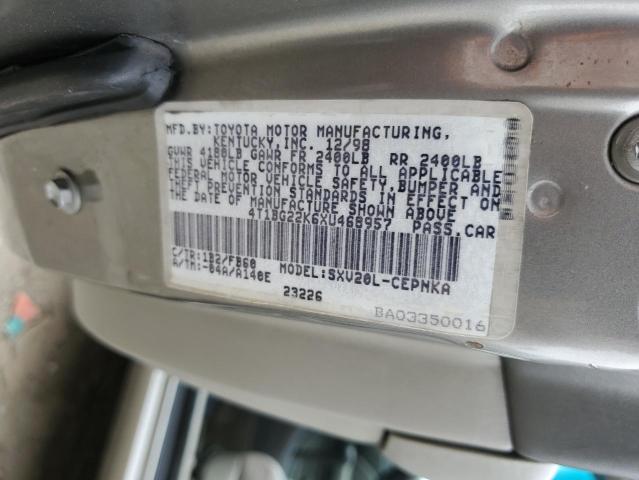 MFD.BY:TOYOTA MOTOR MANUFACTURING,
KENTUCKY,INC. 12/98
GVWR 4180LB GAWR FR 2400LB RR 2400LB
THIS VEHICLE CONFORMS TO ALL APPLICABLE
FEDERAL MOTOR VEHICLE SAFETY,BUMPER AND
THEFT PREVENTION STANDARDS IN EFFECT ON
THE DATE OF MANUFACTURE SHOWN ABOVE
4T1BG22K6XU468957 PASS.CAR
C/TR:1B2/FB60
A/TM:-04A/A140E MODEL:SXV20L-CEPNKA
23226
BA03350016